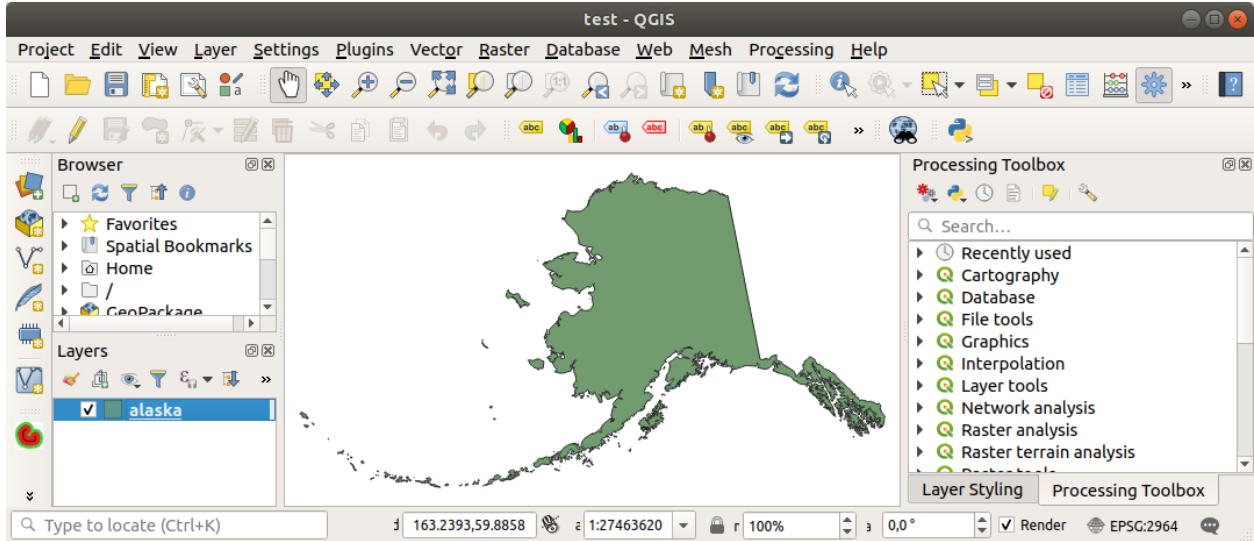 test - QGIS
Project Edit View Layer Settings Plugins Vector Raster Database Web Mesh Processing Help
Browser
Favorites
Spatial Bookmarks
Home
/
GeoPackage
Layers
alaska
Processing Toolbox
Search...
Recently used
Cartography
Database
File tools
Graphics
Interpolation
Layer tools
Network analysis
Raster analysis
Raster terrain analysis
Layer Styling Processing Toolbox
Type to locate (Ctrl+K) 163.2393,59.8858 1:27463620 100% 0,0 ° Render EPSG:2964